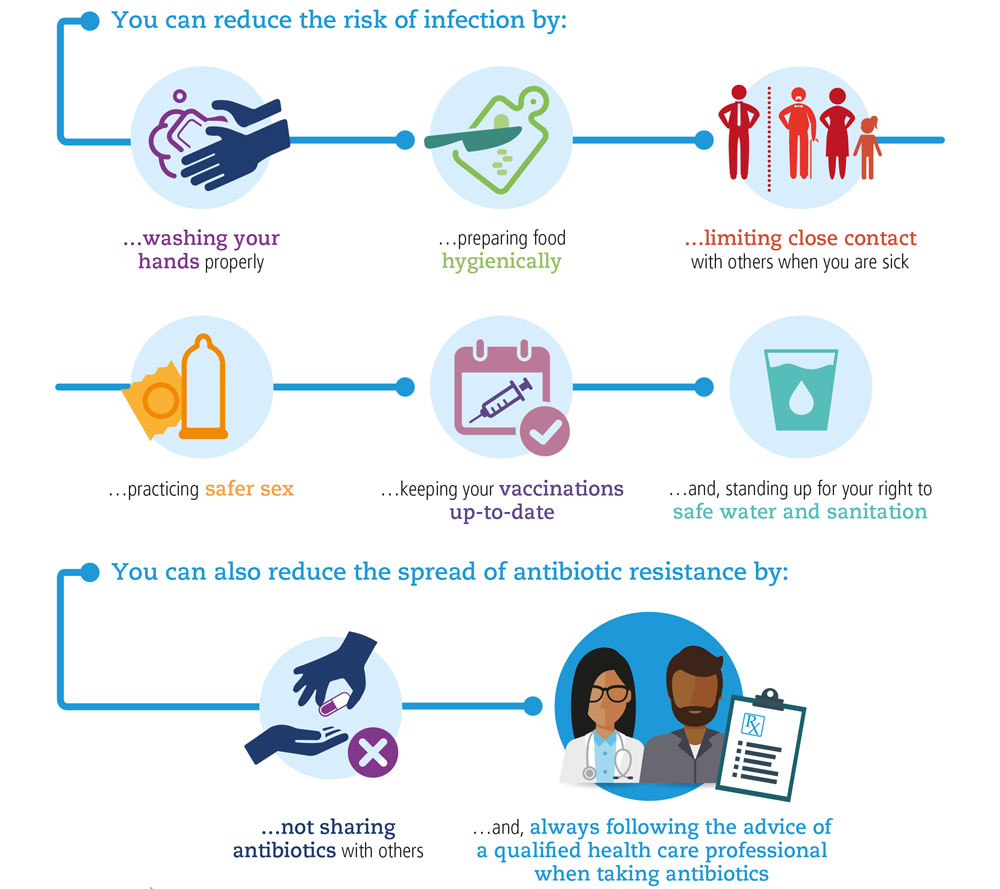 You can reduce the risk of infection by:
…washing your
hands properly
…preparing food
hygienically
…limiting close contact
with others when you are sick
…practicing safer sex
…keeping your vaccinations
up-to-date
…and, standing up for your right to
safe water and sanitation
You can also reduce the spread of antibiotic resistance by:
RX
…not sharing
antibiotics with others
…and, always following the advice of
a qualified health care professional
when taking antibiotics